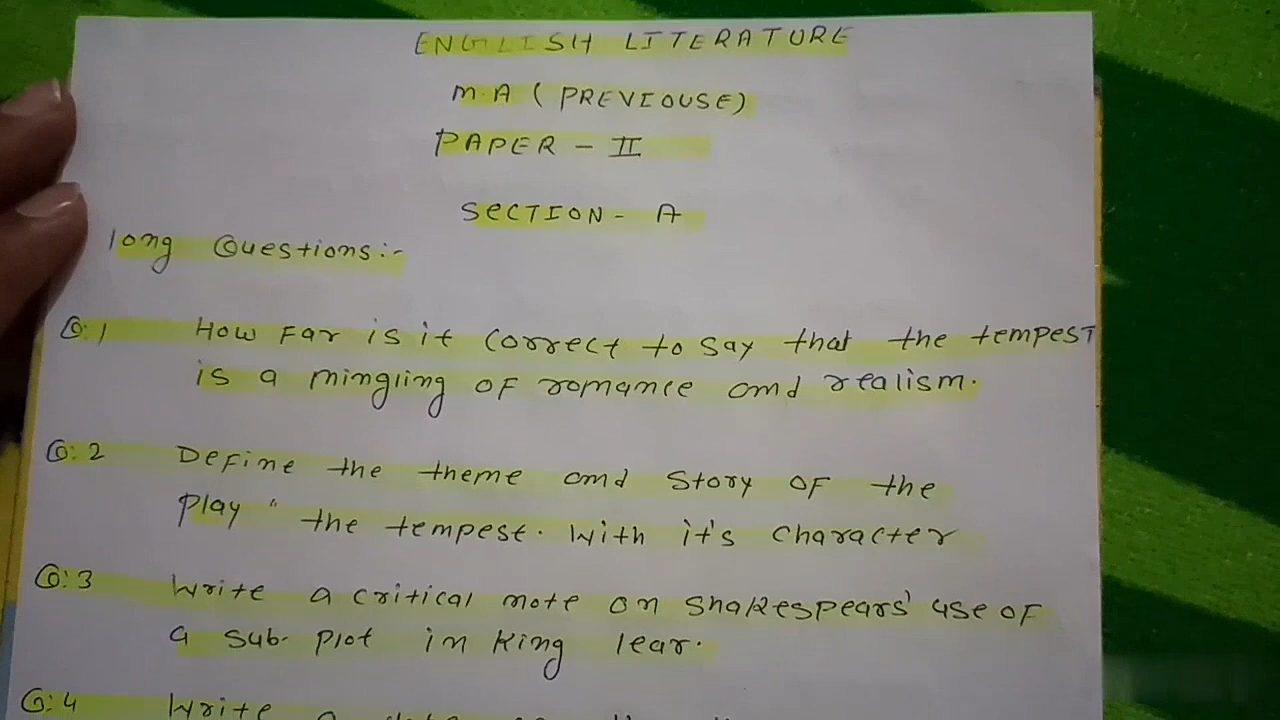 ENGLISH LITERATURE
M.A ( PREVIOUSE)
PAPER - II
SECTION - A
long Questions:-
Q:1 How Far is it correct to say that the tempest
is a mingling of romance and realism.
Q:2 Define the theme and story of the
Play " the tempest. With it's character
Q:3 Write a critical note on Shakespears' use of
a sub- plot in King lear.
Q:4 Write a